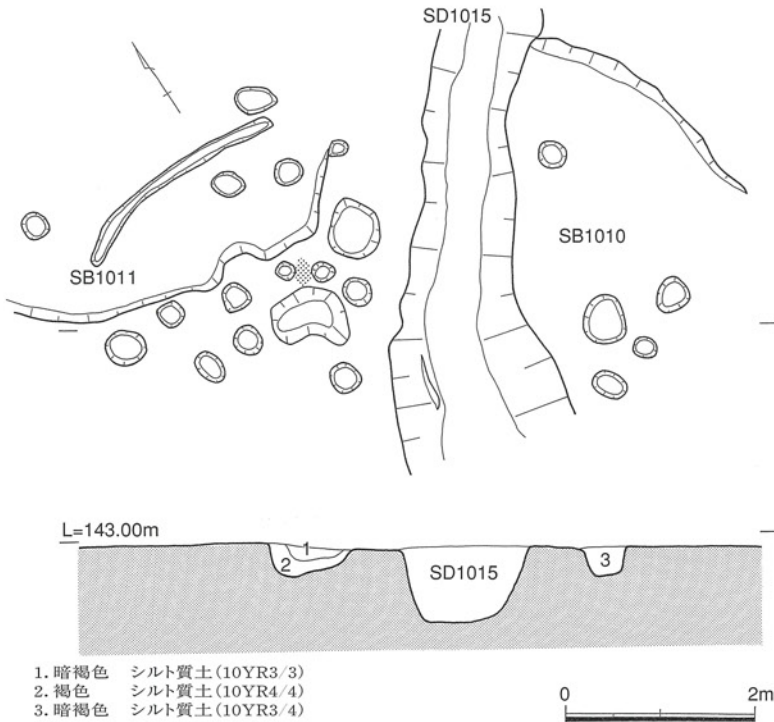 SD1015
SB1010
SB1011
L=143.00m
1
2
SD1015
3
1.暗褐色 シルト質土(10YR3/3)
2.褐色 シルト質土(10YR4/4)
3.暗褐色 シルト質土(10YR3/4)
0 2m